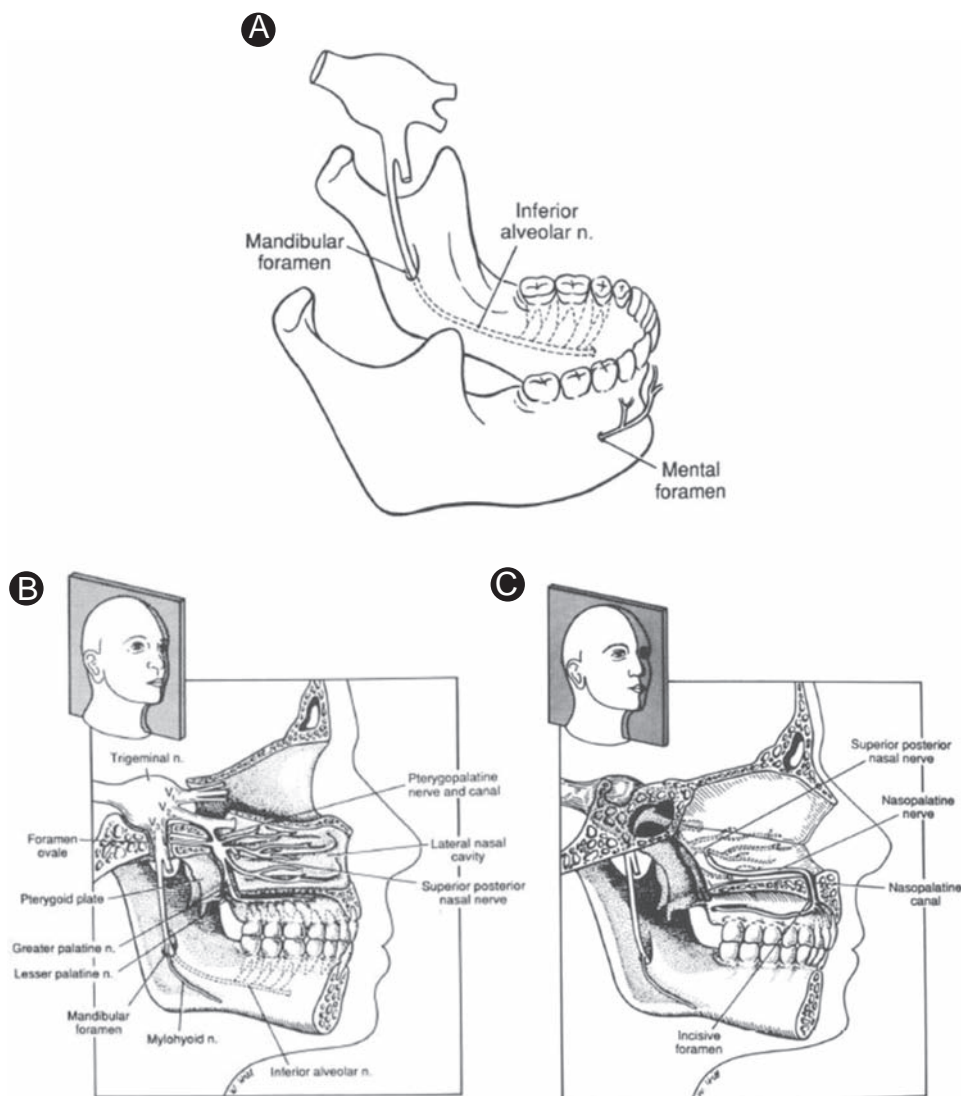 A
Inferior
alveolar n.
Mandibular
foramen
Mental
foramen
B
Trigeminal n.
V
V
V
Foramen
ovale
Pterygoid plate
Greater palatine n.
Lesser palatine n.
Mandibular
foramen
Mylohyoid n.
Inferior alveolar n.
Pterygopalatine
nerve and canal
Lateral nasal
cavity
Superior posterior
nasal nerve
C
Superior posterior
nasal nerve
Nasopalatine
nerve
Nasopalatine
canal
Incisive
foramen